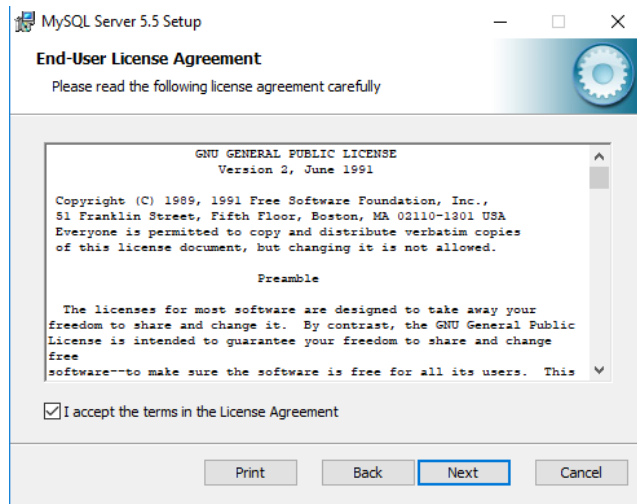 MySQL Server 5.5 Setup
End-User License Agreement
Please read the following license agreement carefully
GNU GENERAL PUBLIC LICENSE
Version 2, June 1991
Copyright (C) 1989, 1991 Free Software Foundation, Inc.,
51 Franklin Street, Fifth Floor, Boston, MA 02110-1301 USA
Everyone is permitted to copy and distribute verbatim copies
of this license document, but changing it is not allowed.
Preamble
The licenses for most software are designed to take away your
freedom to share and change it.  By contrast, the GNU General Public
License is intended to guarantee your freedom to share and change
free
software--to make sure the software is free for all its users.  This
I accept the terms in the License Agreement
Print Back Next Cancel